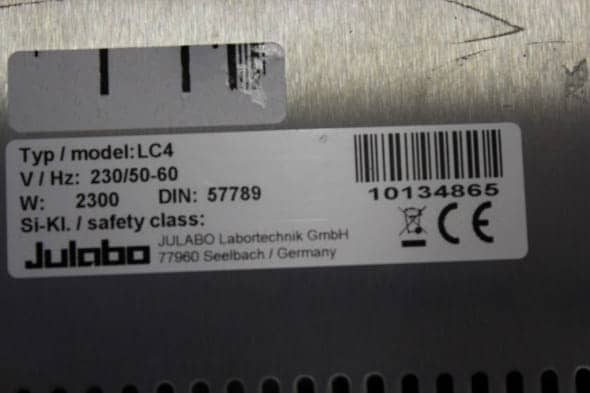 Typ / model:LC4
V / Hz: 230/50-60
W: 2300 DIN: 57789
Si-Kl. / safety class:
Julabo JULABO Labortechnik GmbH
77960 Seelbach / Germany
10134865
CE